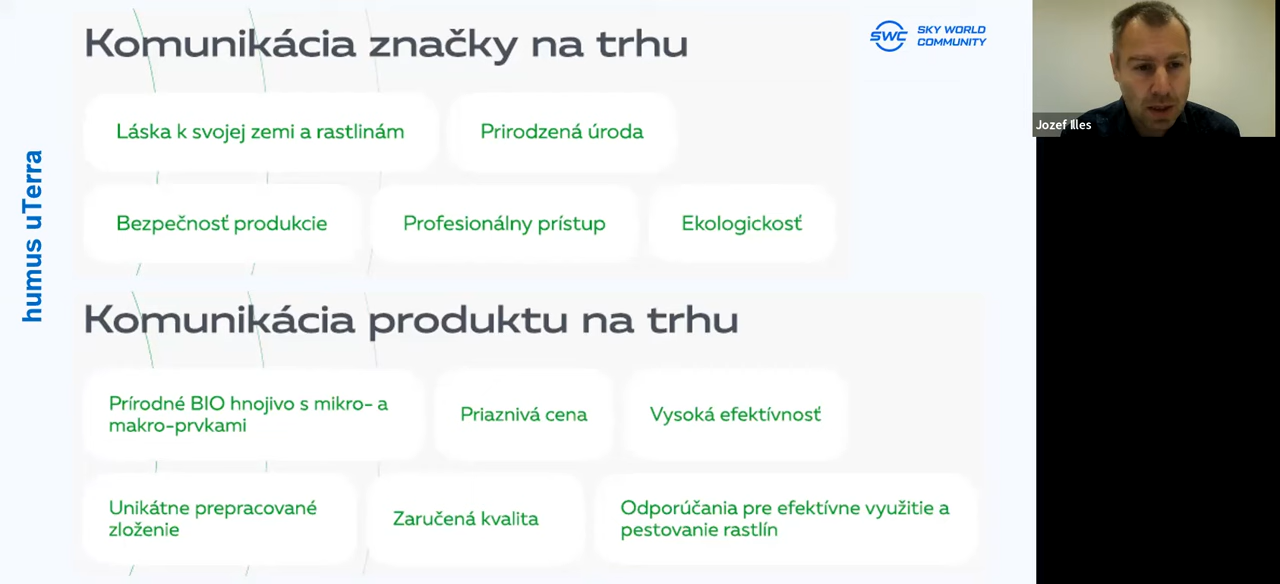 Komunikácia značky na trhu
SWC SKY WORLD
COMMUNITY
Láska k svojej zemi a rastlinám
Prirodzená úroda
Bezpečnosť produkcie
Profesionálny prístup
Ekologickosť
humus uTerra
Komunikácia produktu na trhu
Prírodné BIO hnojivo s mikro- a
makro-prvkami
Priaznivá cena
Vysoká efektívnosť
Unikátne prepracované
zloženie
Zaručená kvalita
Odporúčania pre efektívne využitie a
pestovanie rastlín
Jozef Illes